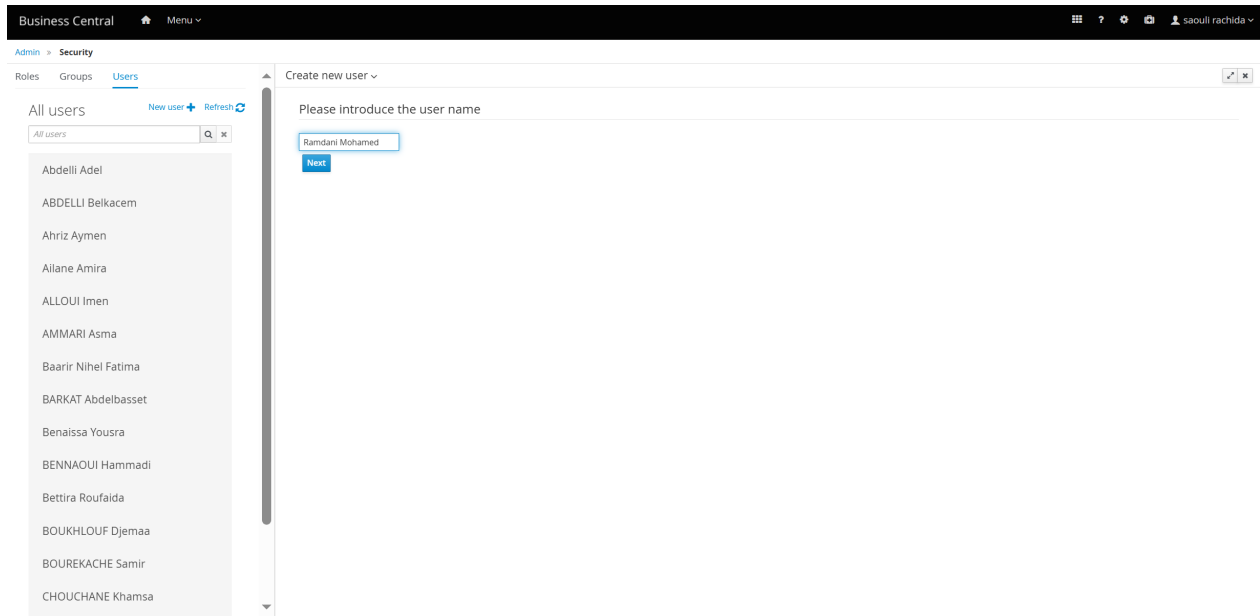 Business Central Menu ? saouli rachida
Admin » Security
Roles Groups Users
All users New user Refresh
All users
Abdelli Adel
ABDELLI Belkacem
Ahriz Aymen
Ailane Amira
ALLOUI Imen
AMMARI Asma
Baarir Nihel Fatima
BARKAT Abdelbasset
Benaissa Yousra
BENNAOUI Hammadi
Bettira Roufaida
BOUKHLOUF Djemaa
BOUREKACHE Samir
CHOUCHANE Khamsa
Create new user
Please introduce the user name
Ramdani Mohamed
Next